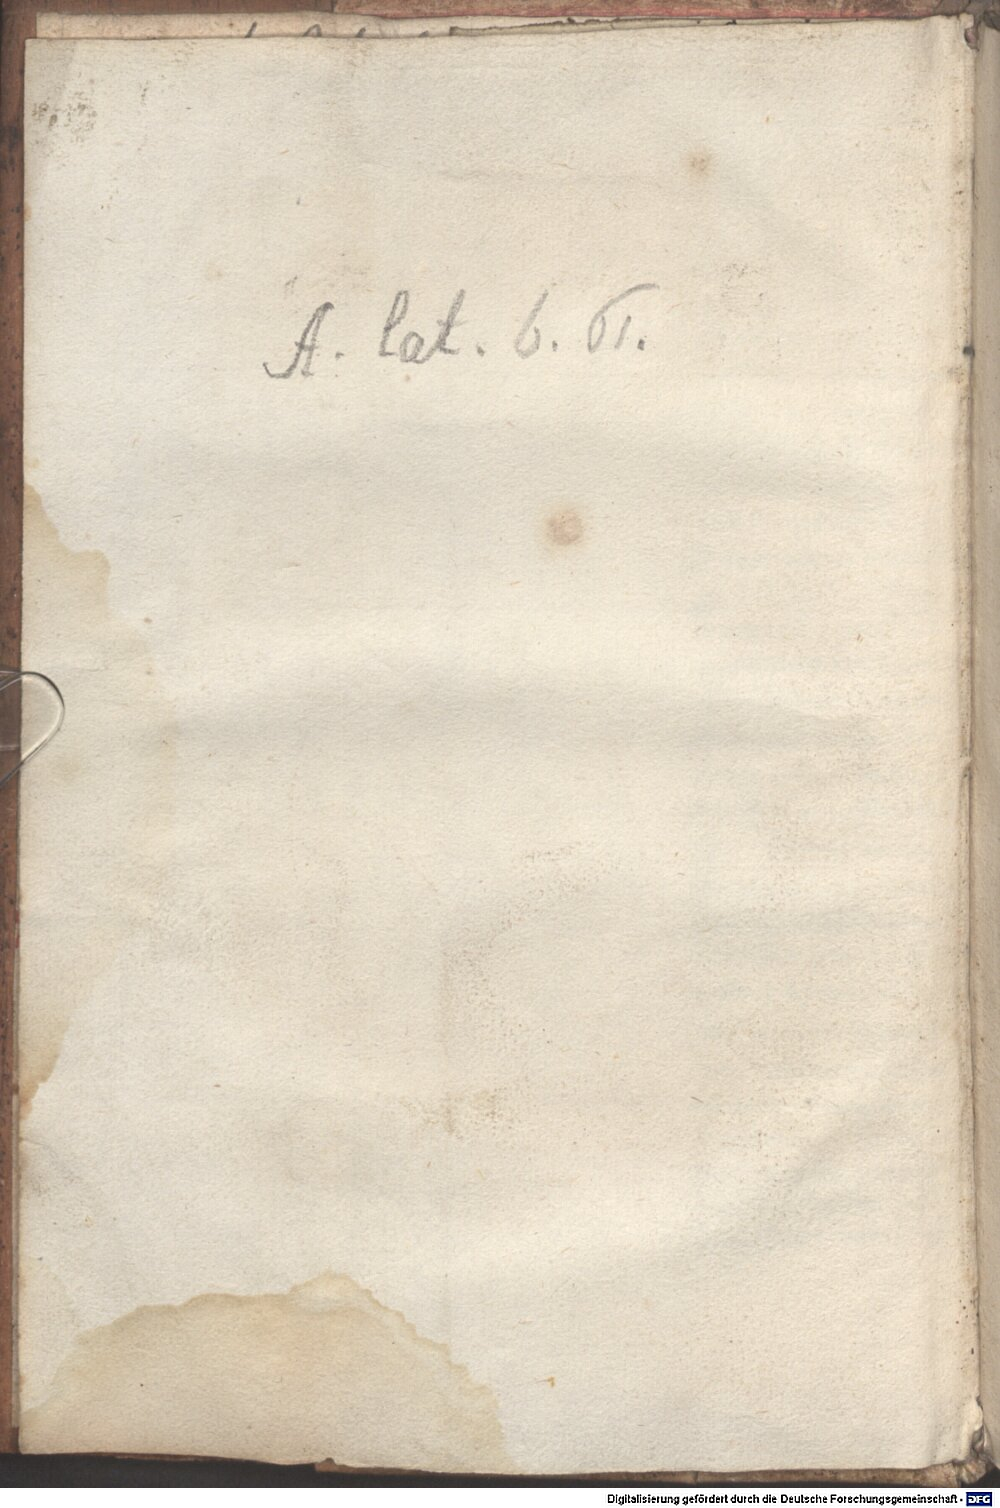 A. lat. b. 61.
Digitalisierung gefördert durch die Deutsche Forschungsgemeinschaft - DFG